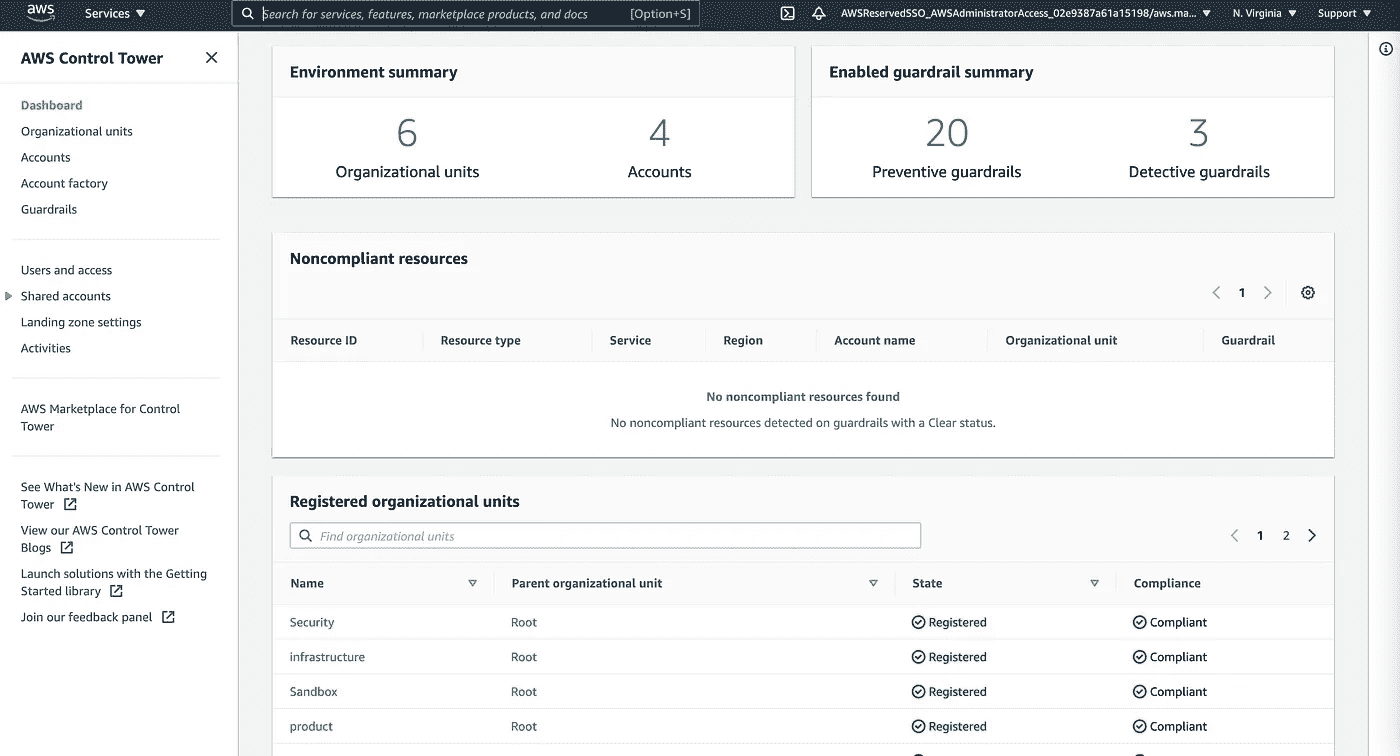 aws
Services ▼
Search for services, features, marketplace products, and docs [Option+S]
AWSReservedSSO_AWSAdministratorAccess_02e9387a61a15198/aws.ma... ▼
N. Virginia ▼
Support ▼
AWS Control Tower
Dashboard
Organizational units
Accounts
Account factory
Guardrails
Users and access
Shared accounts
Landing zone settings
Activities
AWS Marketplace for Control
Tower
See What's New in AWS Control
Tower
View our AWS Control Tower
Blogs
Launch solutions with the Getting
Started library
Join our feedback panel
Environment summary
6 4
Organizational units Accounts
Enabled guardrail summary
20 3
Preventive guardrails Detective guardrails
Noncompliant resources
1
Resource ID Resource type Service Region Account name Organizational unit Guardrail
No noncompliant resources found
No noncompliant resources detected on guardrails with a Clear status.
Registered organizational units
Find organizational units
1 2
Name Parent organizational unit State Compliance
Security Root Registered Compliant
infrastructure Root Registered Compliant
Sandbox Root Registered Compliant
product Root Registered Compliant